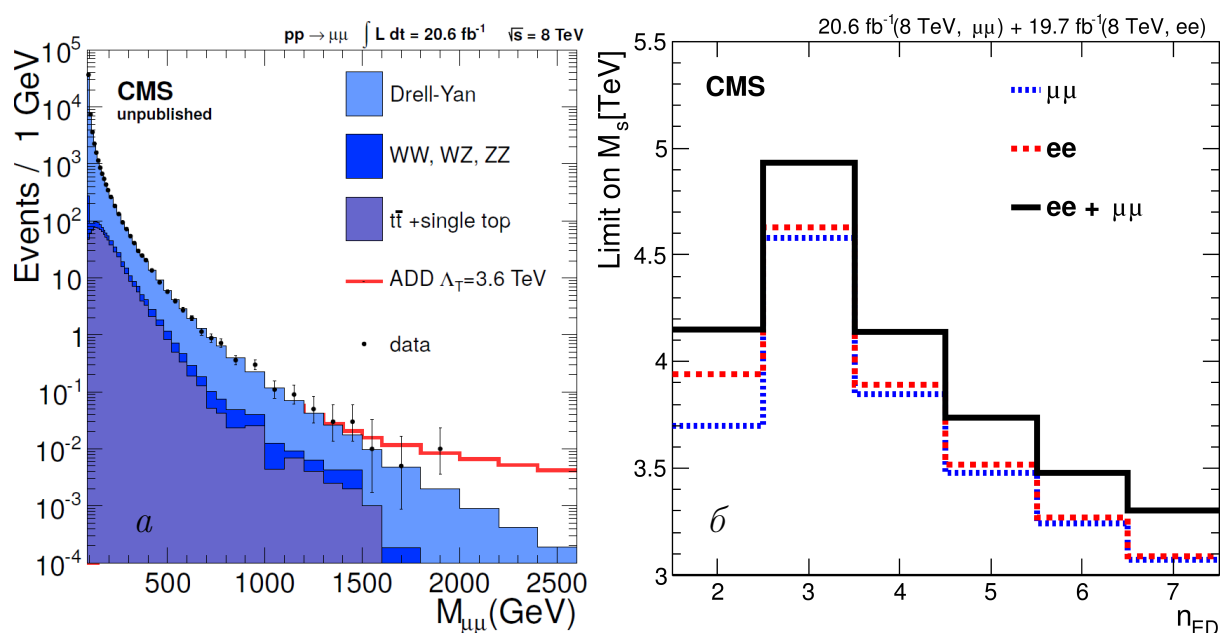 pp → μμ ∫ L dt = 20.6 fb⁻¹ √s = 8 TeV
CMS
unpublished
Drell-Yan
WW, WZ, ZZ
tt̄ +single top
ADD Λ_T=3.6 TeV
data
Events / 1 GeV
10⁵
10⁴
10³
10²
10
1
10⁻¹
10⁻²
10⁻³
10⁻⁴
а
500 1000 1500 2000 2500
M_μμ(GeV)
20.6 fb⁻¹(8 TeV, μμ) + 19.7 fb⁻¹(8 TeV, ee)
CMS
μμ
ee
ee + μμ
Limit on M_s[TeV]
5.5
5
4.5
4
3.5
3
б
2 3 4 5 6 7
n_ED